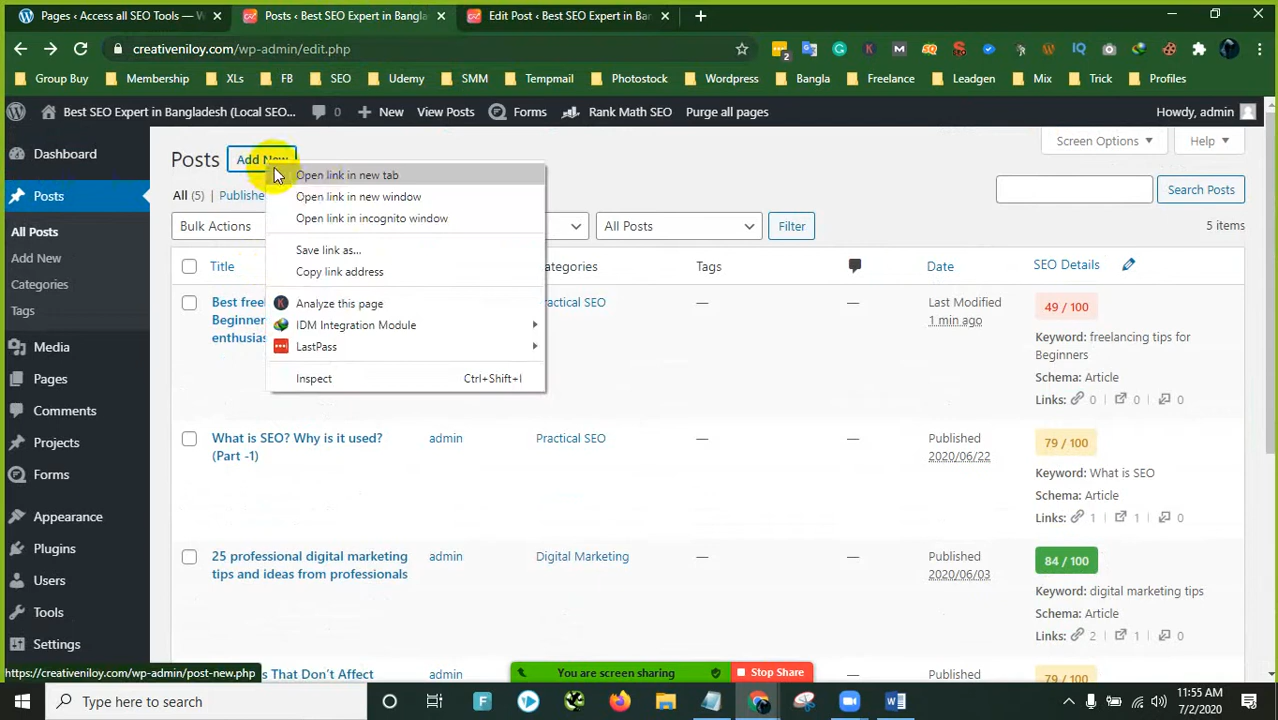 Pages ‹ Access all SEO Tools — W
Posts ‹ Best SEO Expert in Bangla
Edit Post ‹ Best SEO Expert in Ban
creativeniloy.com/wp-admin/edit.php
2
Group Buy
Membership
XLs
FB
SEO
Udemy
SMM
Tempmail
Photostock
Wordpress
Bangla
Freelance
Leadgen
Mix
Trick
Profiles
Best SEO Expert in Bangladesh (Local SEO...
0
New
View Posts
Forms
Rank Math SEO
Purge all pages
Howdy, admin
Dashboard
Posts
All Posts
Add New
Categories
Tags
Media
Pages
Comments
Projects
Forms
Appearance
Plugins
Users
Tools
Settings
Posts
Add New
Screen Options
Help
All (5) | Publishe
Search Posts
Bulk Actions
All Posts
Filter
5 items
Open link in new tab
Open link in new window
Open link in incognito window
Save link as...
Copy link address
Analyze this page
IDM Integration Module
LastPass
Inspect
Ctrl+Shift+I
Title
Tags
Date
SEO Details
Best free
Beginner
enthusias
actical SEO
—
—
Last Modified
1 min ago
49 / 100
Keyword: freelancing tips for
Beginners
Schema: Article
Links: 0 | 0 | 0
What is SEO? Why is it used?
(Part -1)
admin
Practical SEO
—
—
Published
2020/06/22
79 / 100
Keyword: What is SEO
Schema: Article
Links: 1 | 1 | 0
25 professional digital marketing
tips and ideas from professionals
admin
Digital Marketing
—
—
Published
2020/06/03
84 / 100
Keyword: digital marketing tips
Schema: Article
Links: 2 | 1 | 0
s That Don't Affect
admin
Practical SEO
Published
79 / 100
https://creativeniloy.com/wp-admin/post-new.php
You are screen sharing
Stop Share
Type here to search
11:55 AM
7/2/2020